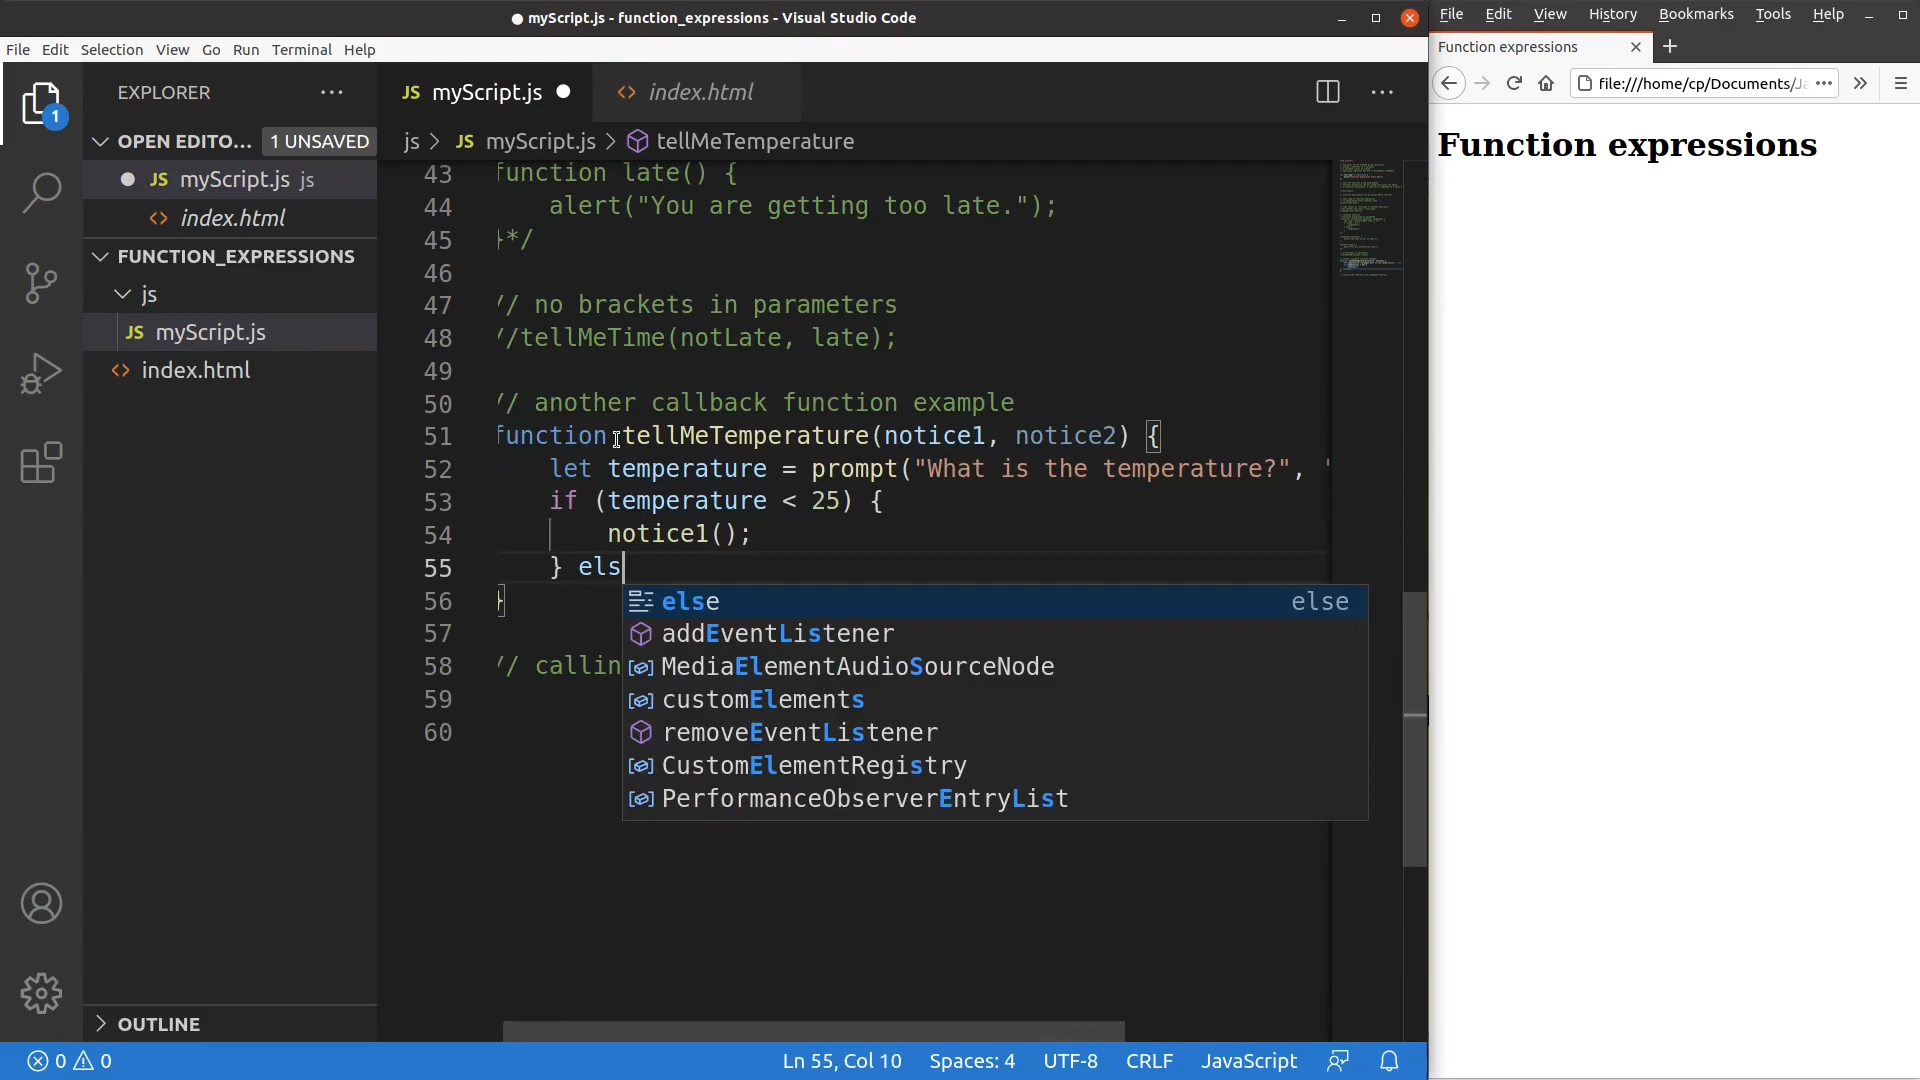 myScript.js - function_expressions - Visual Studio Code
File Edit Selection View Go Run Terminal Help
EXPLORER
OPEN EDITO... 1 UNSAVED
JS myScript.js js
index.html
FUNCTION_EXPRESSIONS
js
JS myScript.js
index.html
OUTLINE
1
JS myScript.js
index.html
js > JS myScript.js > tellMeTemperature
43 function late() {
44 alert("You are getting too late.");
45 }*/
46
47 // no brackets in parameters
48 //tellMeTime(notLate, late);
49
50 // another callback function example
51 function tellMeTemperature(notice1, notice2) {
52 let temperature = prompt("What is the temperature?", "
53 if (temperature < 25) {
54 notice1();
55 } els
56 }
57
58 // callin
59
60
else else
addEventListener
MediaElementAudioSourceNode
customElements
removeEventListener
CustomElementRegistry
PerformanceObserverEntryList
0 0 Ln 55, Col 10 Spaces: 4 UTF-8 CRLF JavaScript
File Edit View History Bookmarks Tools Help
Function expressions
file:///home/cp/Documents/Ja
Function expressions